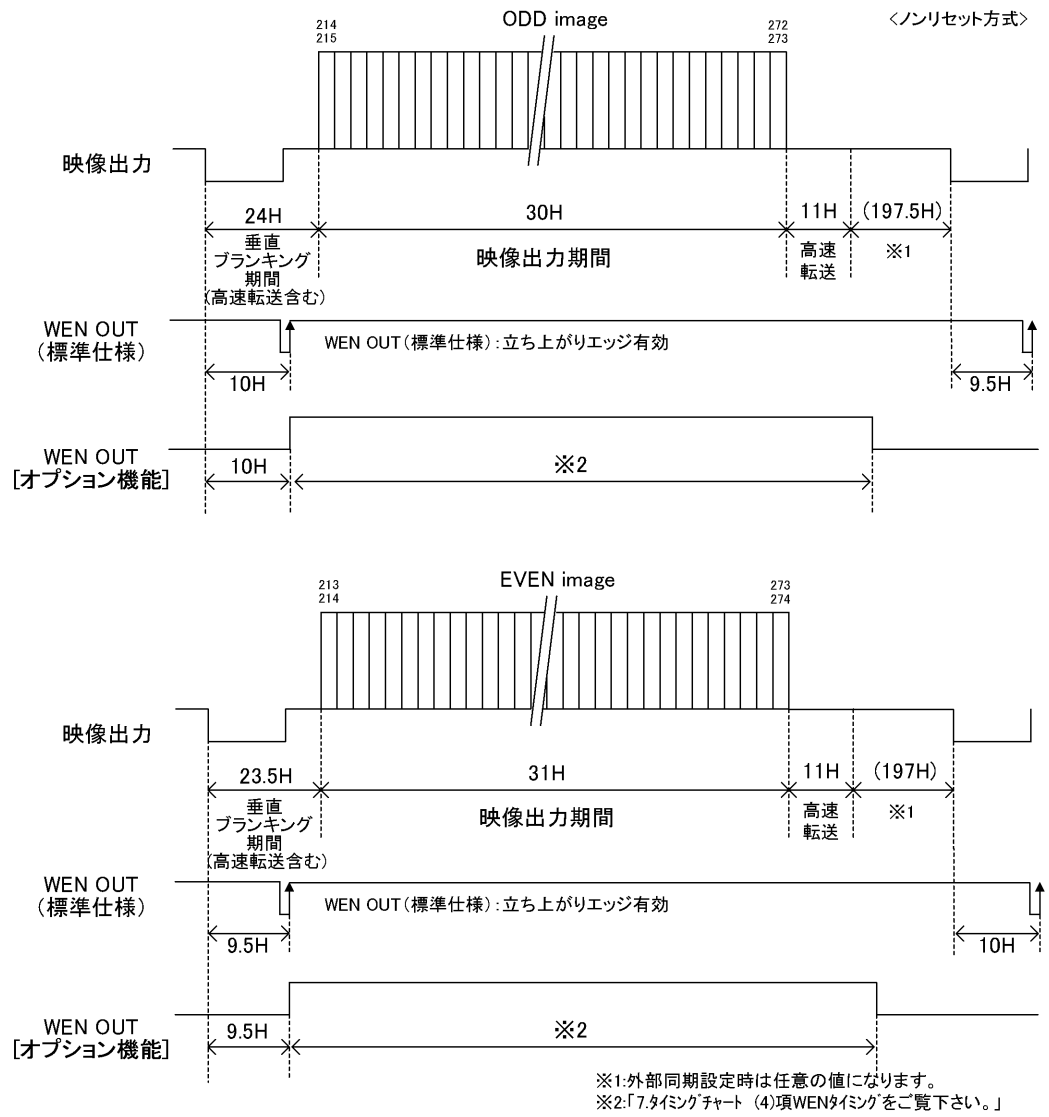 ODD image
<ノンリセット方式>
214
215
272
273
映像出力
24H
30H
11H
(197.5H)
垂直
ブランキング
期間
(高速転送含む)
映像出力期間
高速
転送
※1
WEN OUT
(標準仕様)
WEN OUT(標準仕様):立ち上がりエッジ有効
10H
9.5H
WEN OUT
[オプション機能]
10H
※2
EVEN image
213
214
273
274
映像出力
23.5H
31H
11H
(197H)
垂直
ブランキング
期間
(高速転送含む)
映像出力期間
高速
転送
※1
WEN OUT
(標準仕様)
WEN OUT(標準仕様):立ち上がりエッジ有効
9.5H
10H
WEN OUT
[オプション機能]
9.5H
※2
※1:外部同期設定時は任意の値になります。
※2:「7.タイミングチャート (4)項WENタイミングをご覧下さい。」